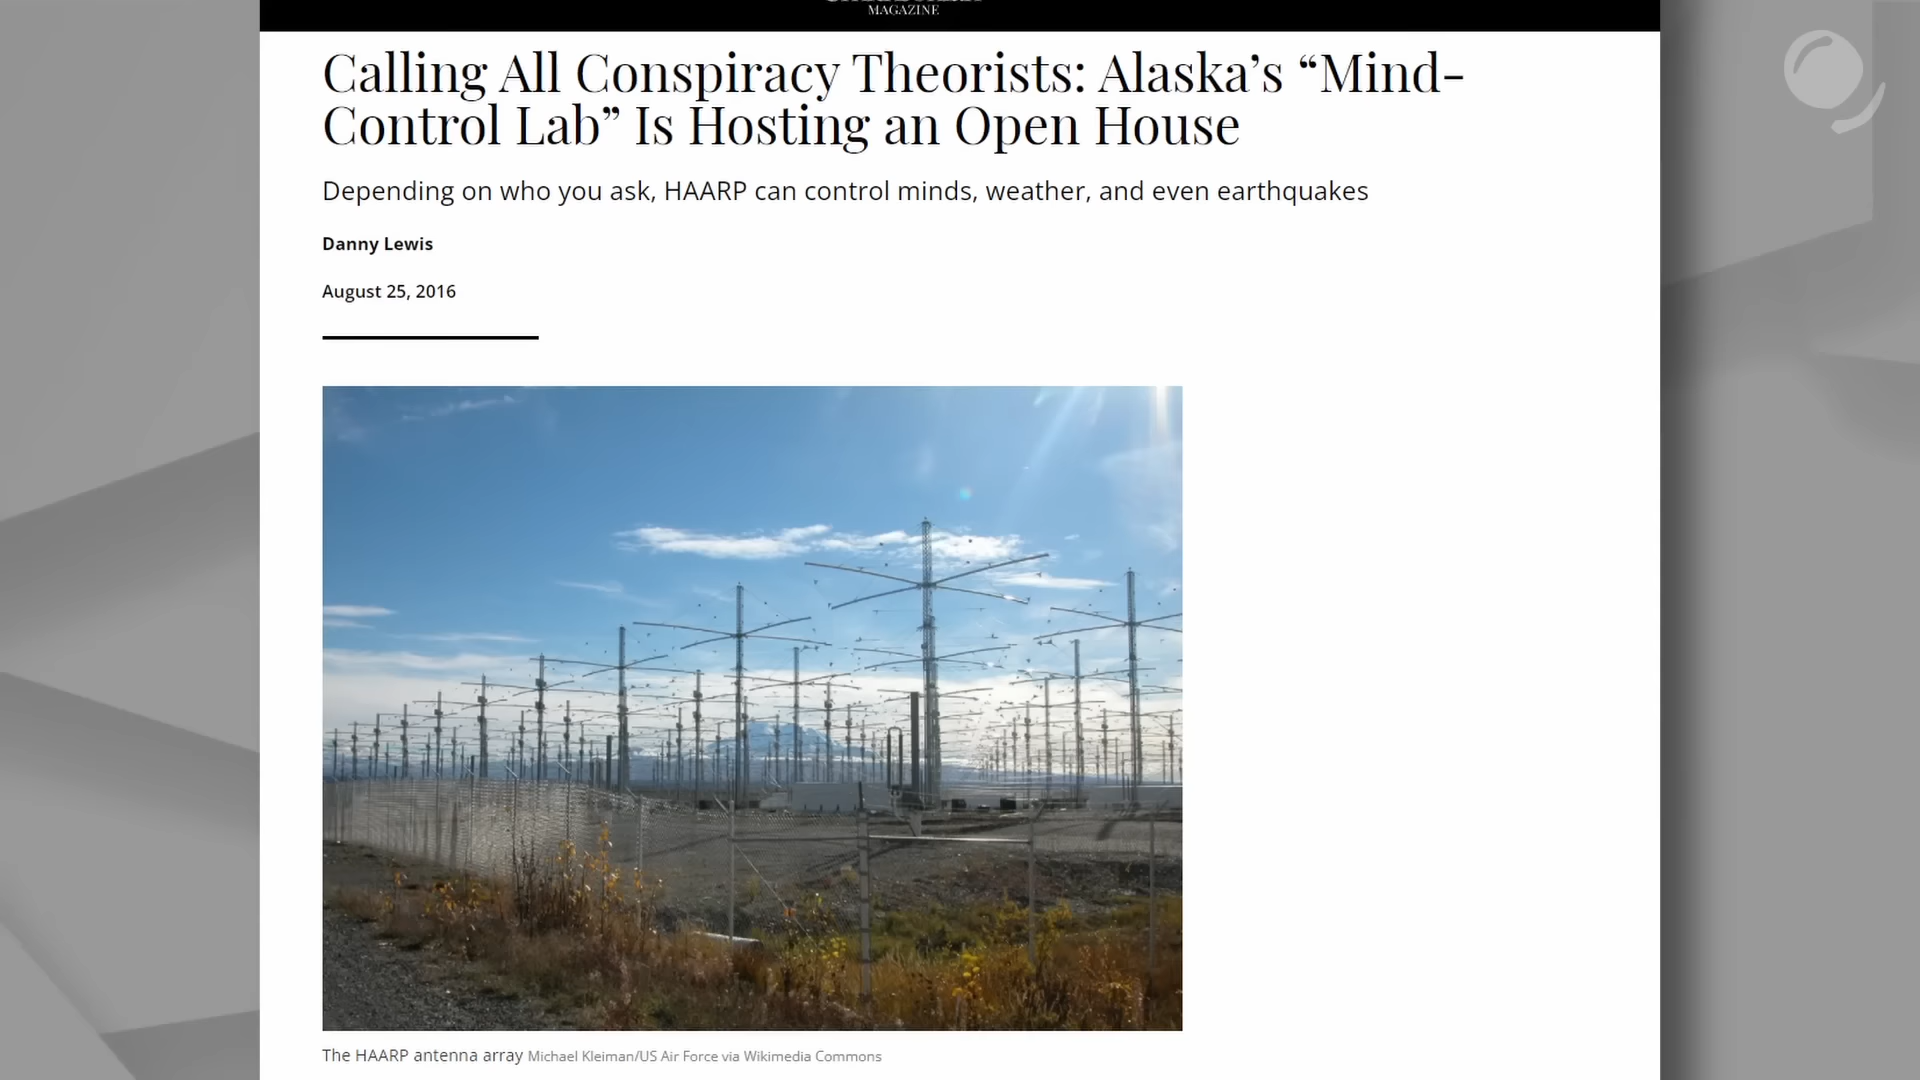 MAGAZINE
Calling All Conspiracy Theorists: Alaska’s “Mind-
Control Lab” Is Hosting an Open House
Depending on who you ask, HAARP can control minds, weather, and even earthquakes
Danny Lewis
August 25, 2016
The HAARP antenna array Michael Kleiman/US Air Force via Wikimedia Commons